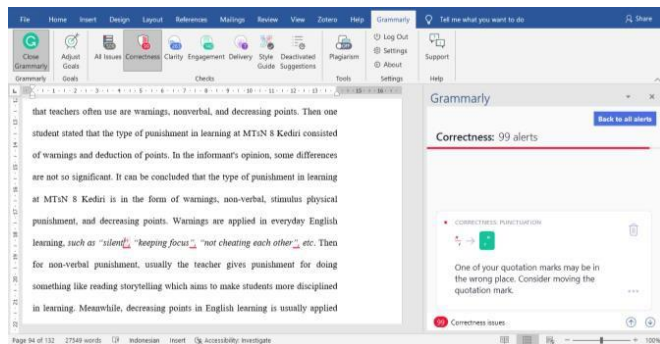 File Home Insert Design Layout References Mailings Review View Zotero Help Grammarly Tell me what you want to do Share
Close Grammarly
Adjust Goals
All Issues Correctness Clarity Engagement Delivery Style Guide Deactivated Suggestions
Plagiarism
Log Out
Settings
About
Support
Grammarly Goals Checks Tools Settings Help
that teachers often use are warnings, nonverbal, and decreasing points. Then one
student stated that the type of punishment in learning at MTsN 8 Kediri consisted
of warnings and deduction of points. In the informant's opinion, some differences
are not so significant. It can be concluded that the type of punishment in learning
at MTsN 8 Kediri is in the form of warnings, non-verbal, stimulus physical
punishment, and decreasing points. Warnings are applied in everyday English
learning, such as "silent", "keeping focus", "not cheating each other", etc. Then
for non-verbal punishment, usually the teacher gives punishment for doing
something like reading storytelling which aims to make students more disciplined
in learning. Meanwhile, decreasing points in English learning is usually applied
Grammarly
Back to all alerts
Correctness: 99 alerts
CORRECTNESS: PUNCTUATION
One of your quotation marks may be in
the wrong place. Consider moving the
quotation mark.
99 Correctness issues
Page 94 of 132 27549 words Indonesian Insert Accessibility: Investigate 100%